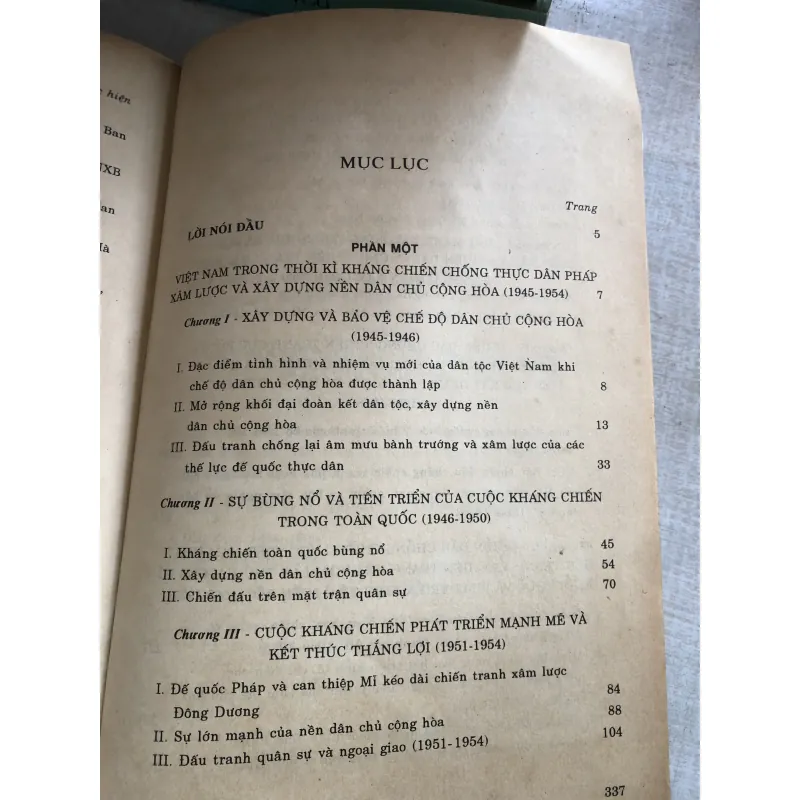 hiện
Ban
NXB
MỤC LỤC
Trang
LỜI NÓI ĐẦU 5
PHẦN MỘT
VIỆT NAM TRONG THỜI KÌ KHÁNG CHIẾN CHỐNG THỰC DÂN PHÁP
XÂM LƯỢC VÀ XÂY DỰNG NỀN DÂN CHỦ CỘNG HÒA (1945-1954) 7
Chương I - XÂY DỰNG VÀ BẢO VỆ CHẾ ĐỘ DÂN CHỦ CỘNG HÒA
(1945-1946)
I. Đặc điểm tình hình và nhiệm vụ mới của dân tộc Việt Nam khi
chế độ dân chủ cộng hòa được thành lập 8
II. Mở rộng khối đại đoàn kết dân tộc, xây dựng nền
dân chủ cộng hòa 13
III. Đấu tranh chống lại âm mưu bành trướng và xâm lược của các
thế lực đế quốc thực dân 33
Chương II - SỰ BÙNG NỔ VÀ TIẾN TRIỂN CỦA CUỘC KHÁNG CHIẾN
TRONG TOÀN QUỐC (1946-1950)
I. Kháng chiến toàn quốc bùng nổ 45
II. Xây dựng nền dân chủ cộng hòa 54
III. Chiến đấu trên mặt trận quân sự 70
Chương III - CUỘC KHÁNG CHIẾN PHÁT TRIỂN MẠNH MẼ VÀ
KẾT THÚC THẮNG LỢI (1951-1954)
I. Đế quốc Pháp và can thiệp Mĩ kéo dài chiến tranh xâm lược
Đông Dương 84
II. Sự lớn mạnh của nền dân chủ cộng hòa 88
III. Đấu tranh quân sự và ngoại giao (1951-1954) 104
337